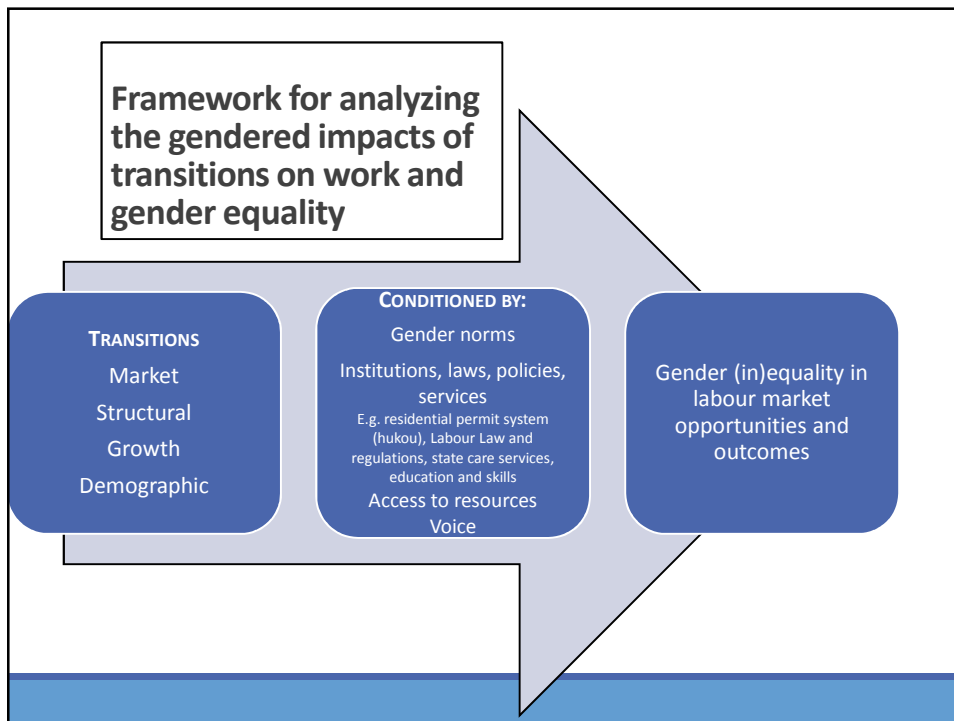 Framework for analyzing
the gendered impacts of
transitions on work and
gender equality
TRANSITIONS
Market
Structural
Growth
Demographic
CONDITIONED BY:
Gender norms
Institutions, laws, policies,
services
E.g. residential permit system
(hukou), Labour Law and
regulations, state care services,
education and skills
Access to resources
Voice
Gender (in)equality in
labour market
opportunities and
outcomes